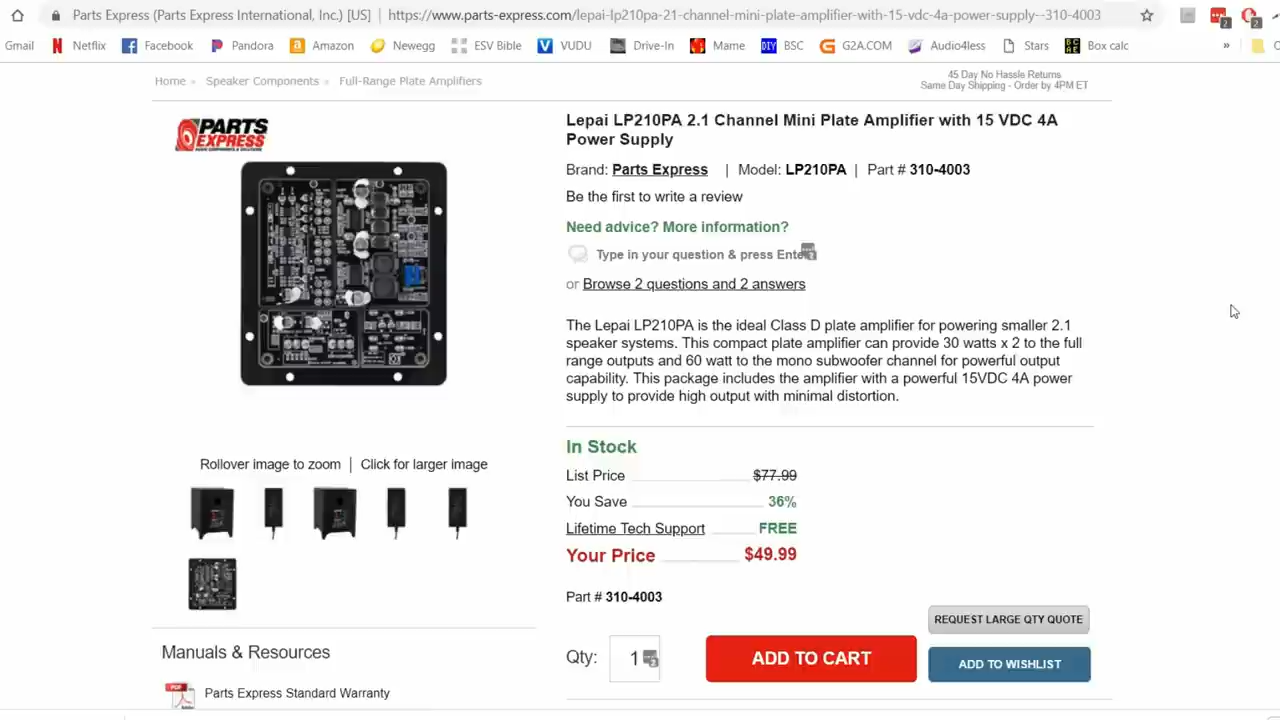 Parts Express (Parts Express International, Inc.) [US] | https://www.parts-express.com/lepai-lp210pa-21-channel-mini-plate-amplifier-with-15-vdc-4a-power-supply--310-4003
Gmail Netflix Facebook Pandora Amazon Newegg ESV Bible VUDU Drive-In Mame BSC G2A.COM Audio4less Stars Box calc »
Home » Speaker Components » Full-Range Plate Amplifiers
45 Day No Hassle Returns
Same Day Shipping - Order by 4PM ET
PARTS
EXPRESS
Lepai LP210PA 2.1 Channel Mini Plate Amplifier with 15 VDC 4A
Power Supply
Brand: Parts Express | Model: LP210PA | Part # 310-4003
Be the first to write a review
Need advice? More information?
Type in your question & press Ente
or Browse 2 questions and 2 answers
The Lepai LP210PA is the ideal Class D plate amplifier for powering smaller 2.1
speaker systems. This compact plate amplifier can provide 30 watts x 2 to the full
range outputs and 60 watt to the mono subwoofer channel for powerful output
capability. This package includes the amplifier with a powerful 15VDC 4A power
supply to provide high output with minimal distortion.
Rollover image to zoom | Click for larger image
In Stock
List Price $77.99
You Save 36%
Lifetime Tech Support FREE
Your Price $49.99
Part # 310-4003
REQUEST LARGE QTY QUOTE
Qty: 1 ADD TO CART ADD TO WISHLIST
Manuals & Resources
PDF Parts Express Standard Warranty